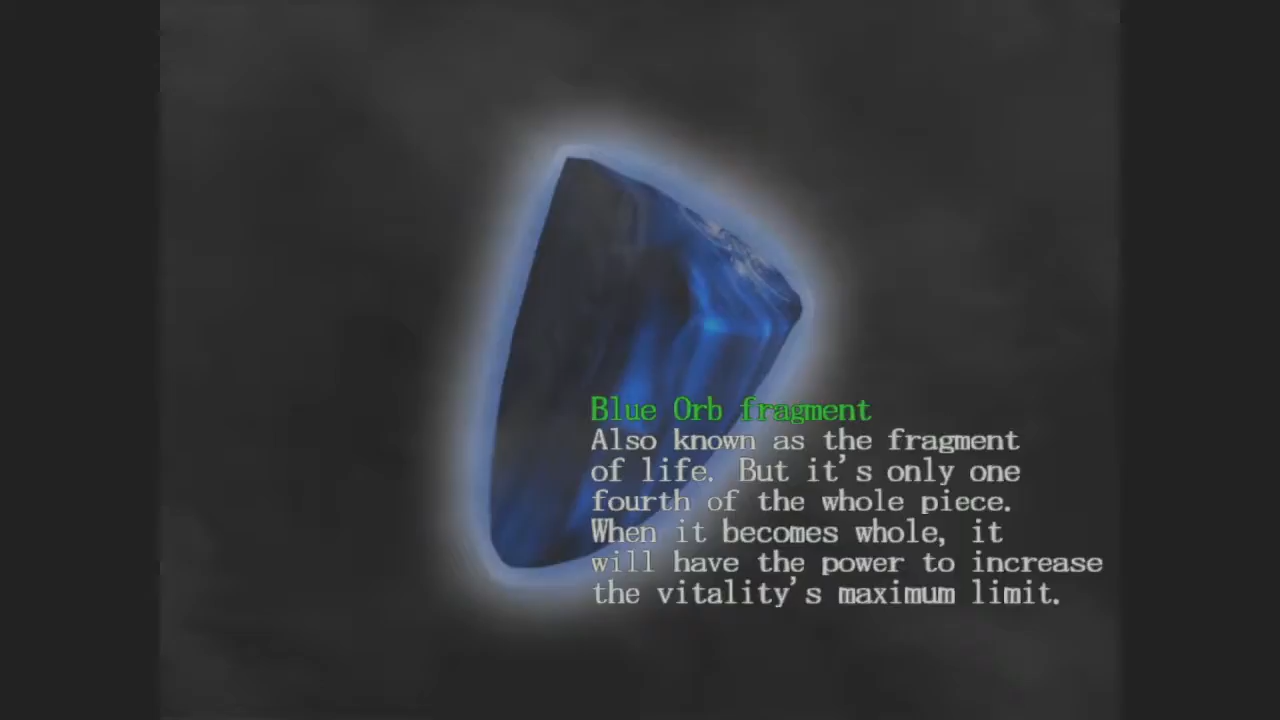 Blue Orb fragment
Also known as the fragment
of life. But it's only one
fourth of the whole piece.
When it becomes whole, it
will have the power to increase
the vitality's maximum limit.